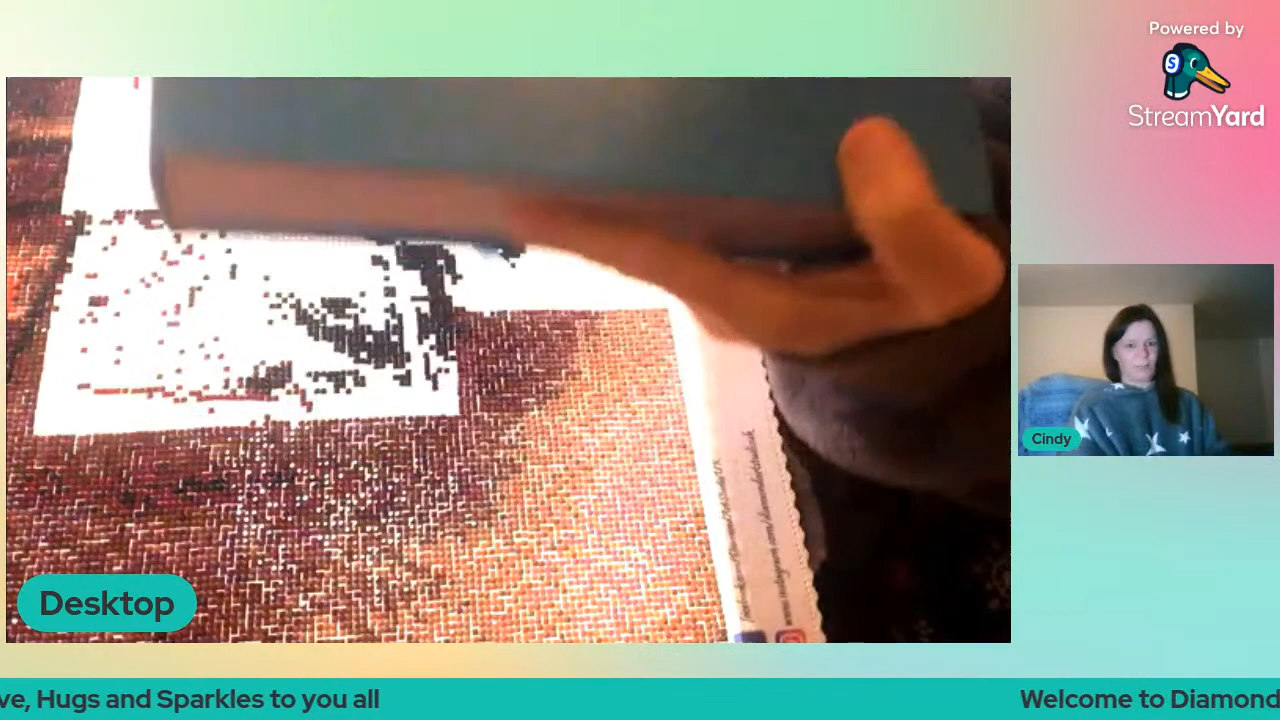 Powered by
S
StreamYard
Cindy
Desktop
ve, Hugs and Sparkles to you all
Welcome to Diamond